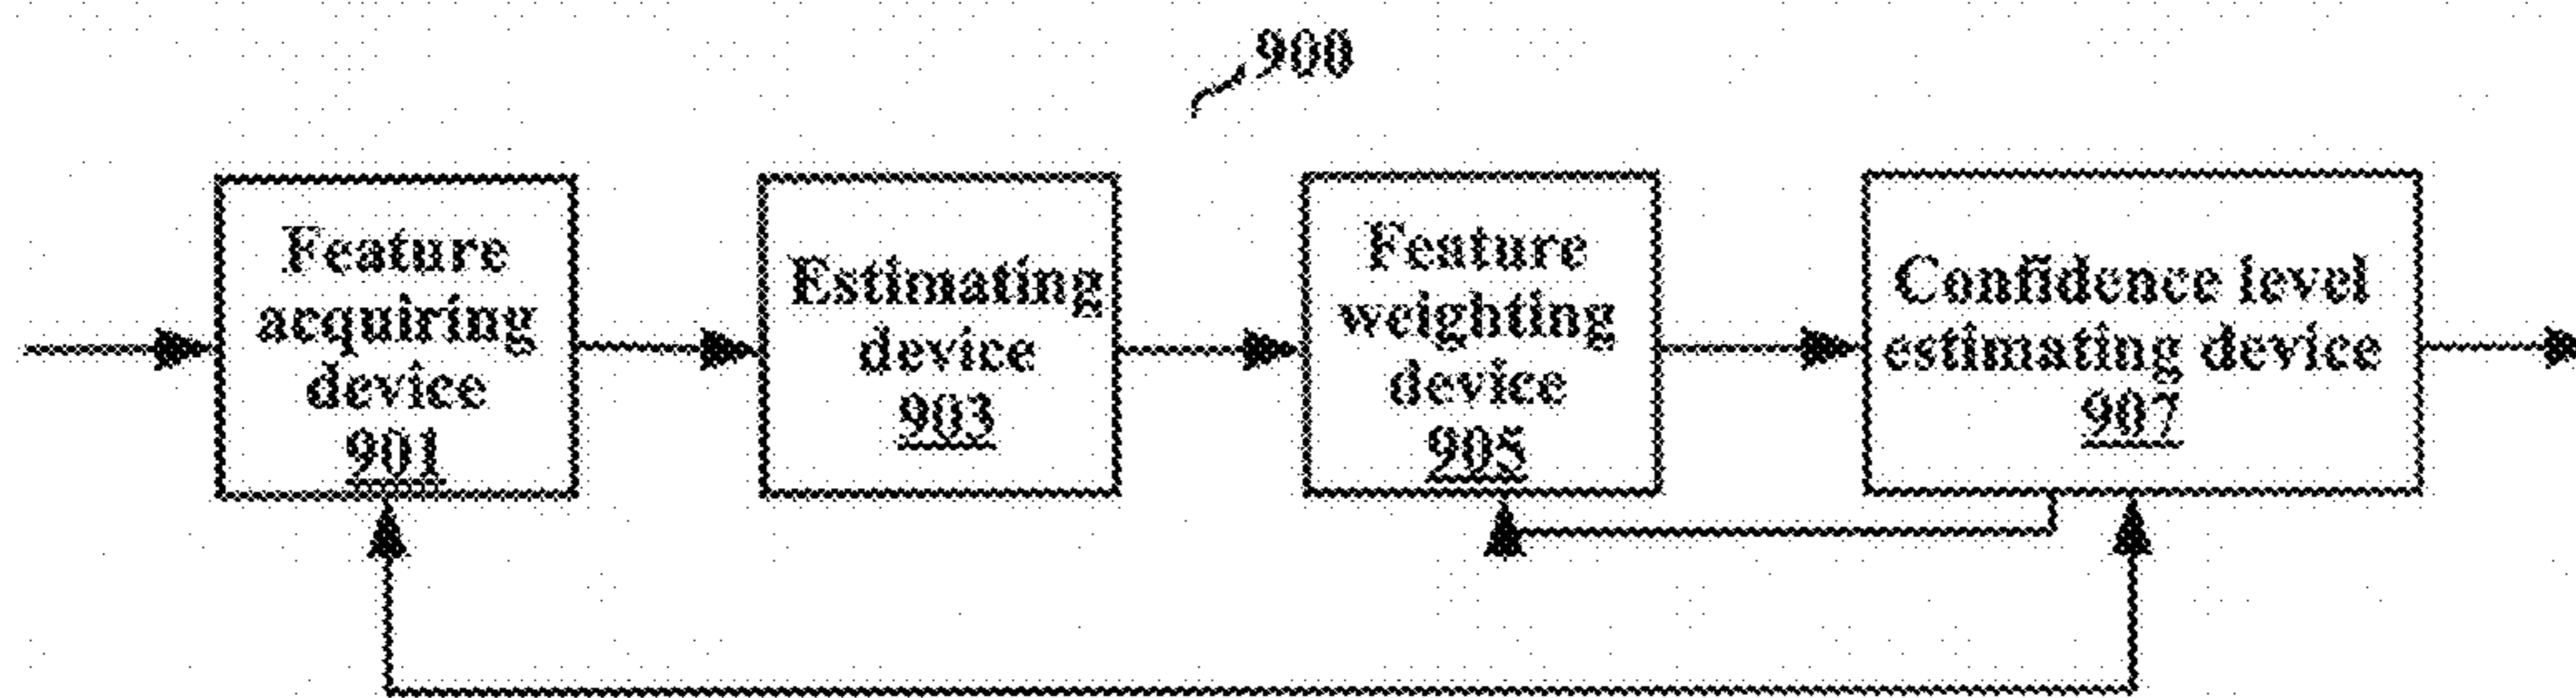 900
Feature
acquiring
device
901
Estimating
device
903
Feature
weighting
device
905
Confidence level
estimating device
907